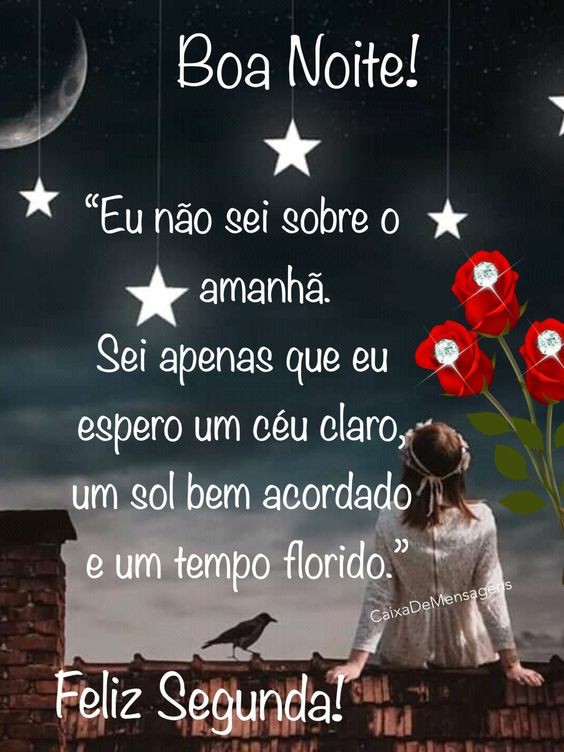 Boa Noite!
“Eu não sei sobre o
amanhã.
Sei apenas que eu
espero um céu claro,
um sol bem acordado
e um tempo florido.”
CaixaDeMensagens
Feliz Segunda!